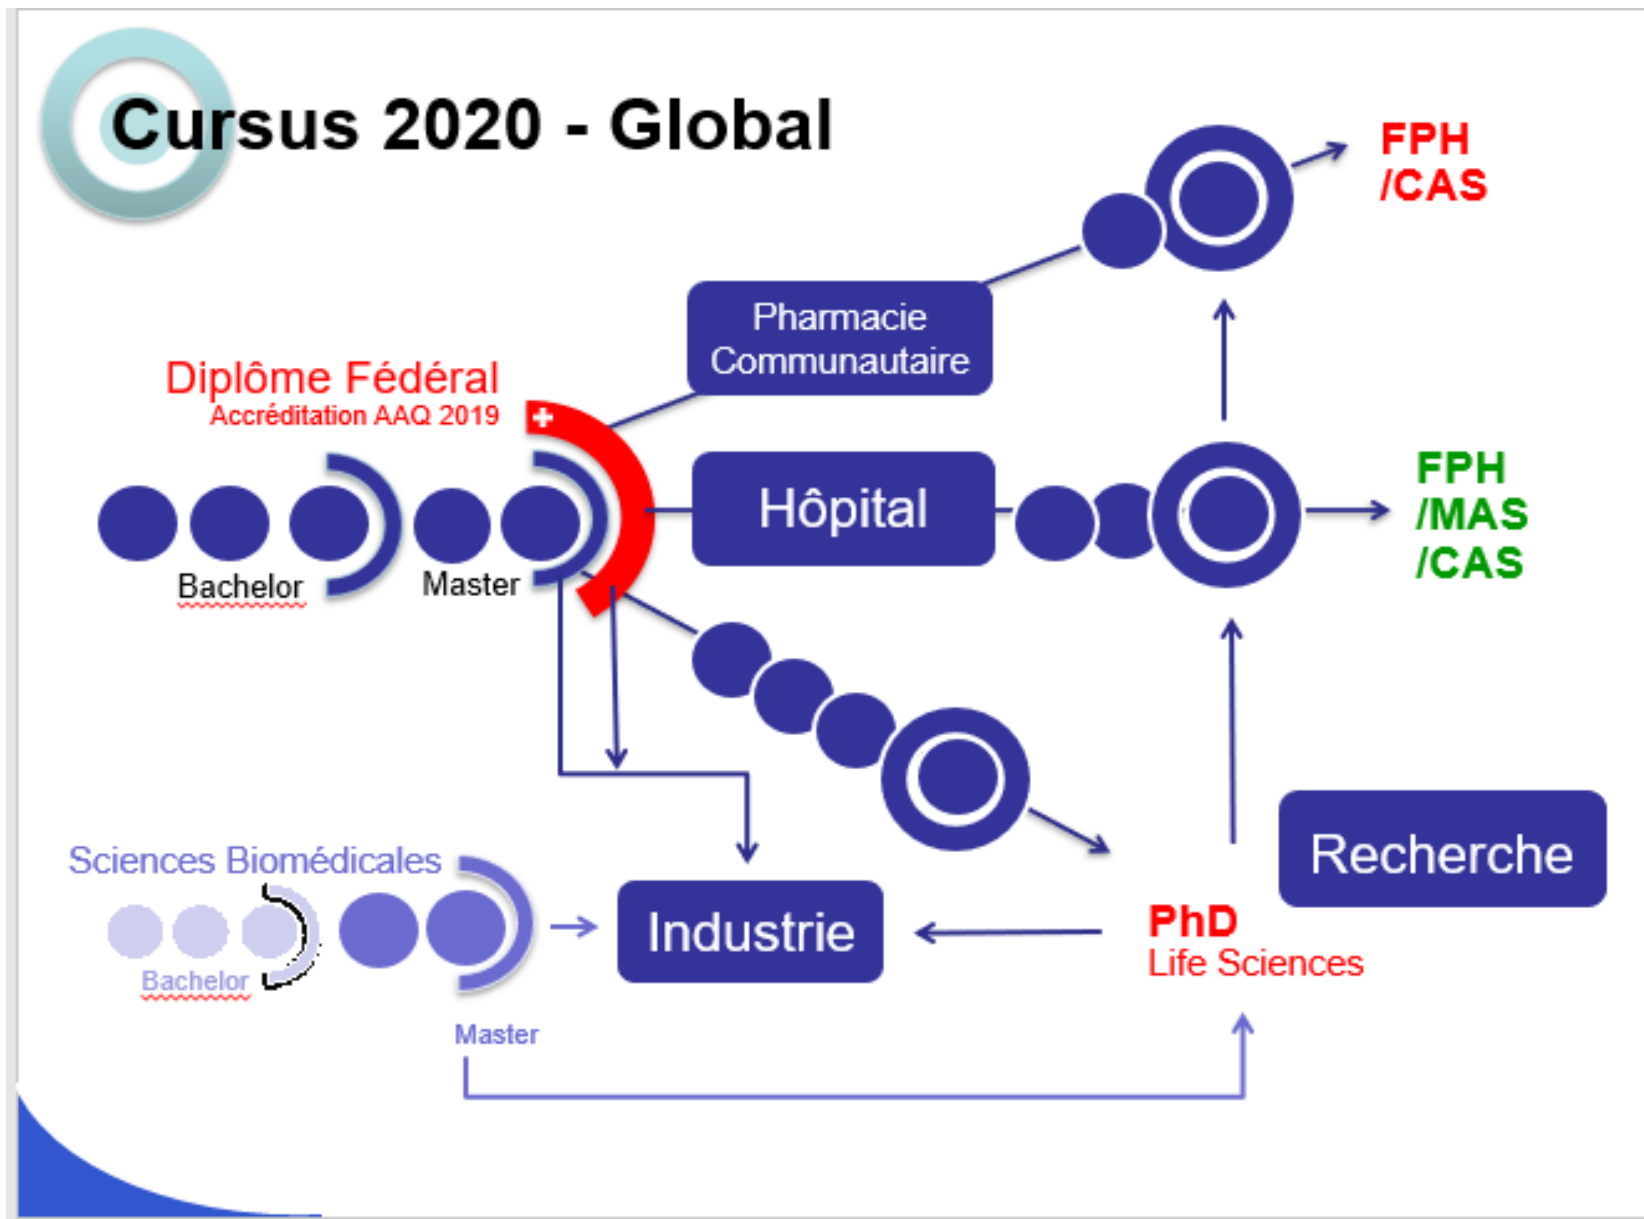 Cursus 2020 - Global
FPH
/CAS
Pharmacie
Communautaire
Diplôme Fédéral
Accréditation AAQ 2019
Hôpital
FPH
/MAS
/CAS
Bachelor
Master
Recherche
Sciences Biomédicales
Industrie
PhD
Life Sciences
Bachelor
Master